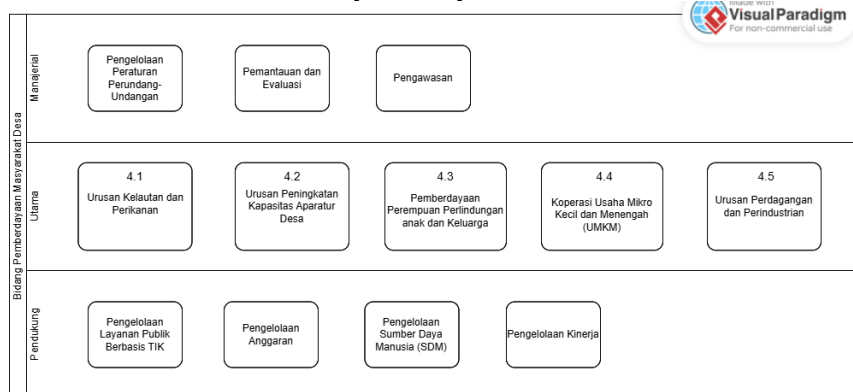 Made with
VisualParadigm
For non-commercial use
Bidang Pemberdayaan Masyarakat Desa
Manajerial
Pengelolaan
Peraturan
Perundang-
Undangan
Pemantauan dan
Evaluasi
Pengawasan
Utama
4.1
Urusan Kelautan dan
Perikanan
4.2
Urusan Peningkatan
Kapasitas Aparatur
Desa
4.3
Pemberdayaan
Perempuan Perlindungan
anak dan Keluarga
4.4
Koperasi Usaha Mikro
Kecil dan Menengah
(UMKM)
4.5
Urusan Perdagangan
dan Perindustrian
Pendukung
Pengelolaan
Layanan Publik
Berbasis TIK
Pengelolaan
Anggaran
Pengelolaan
Sumber Daya
Manusia (SDM)
Pengelolaan Kinerja